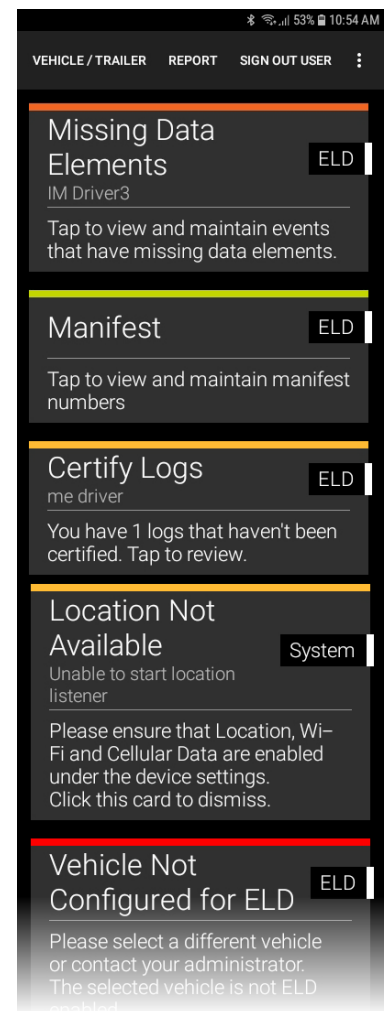 53% 10:54 AM
VEHICLE / TRAILER REPORT SIGN OUT USER
Missing Data
Elements
ELD
IM Driver3
Tap to view and maintain events
that have missing data elements.
Manifest
ELD
Tap to view and maintain manifest
numbers
Certify Logs
ELD
me driver
You have 1 logs that haven't been
certified. Tap to review.
Location Not
Available
System
Unable to start location
listener
Please ensure that Location, Wi–
Fi and Cellular Data are enabled
under the device settings.
Click this card to dismiss.
Vehicle Not
Configured for ELD
ELD
Please select a different vehicle
or contact your administrator.
The selected vehicle is not ELD
enabled